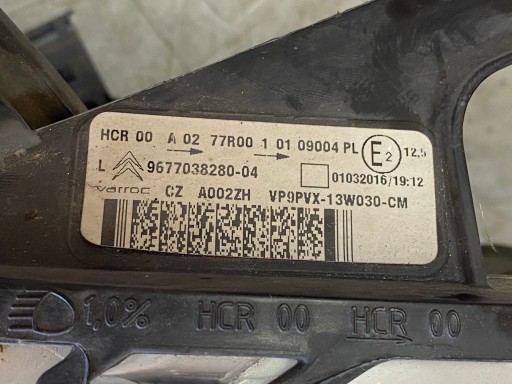 HCR 00 A 02 77R00 1 01 09004 PL E2 12,5
L 9677038280-04 01032016/19:12
varroc CZ A002ZH VP9PVX-13W030-CM
1,0% HCR 00 HCR 00